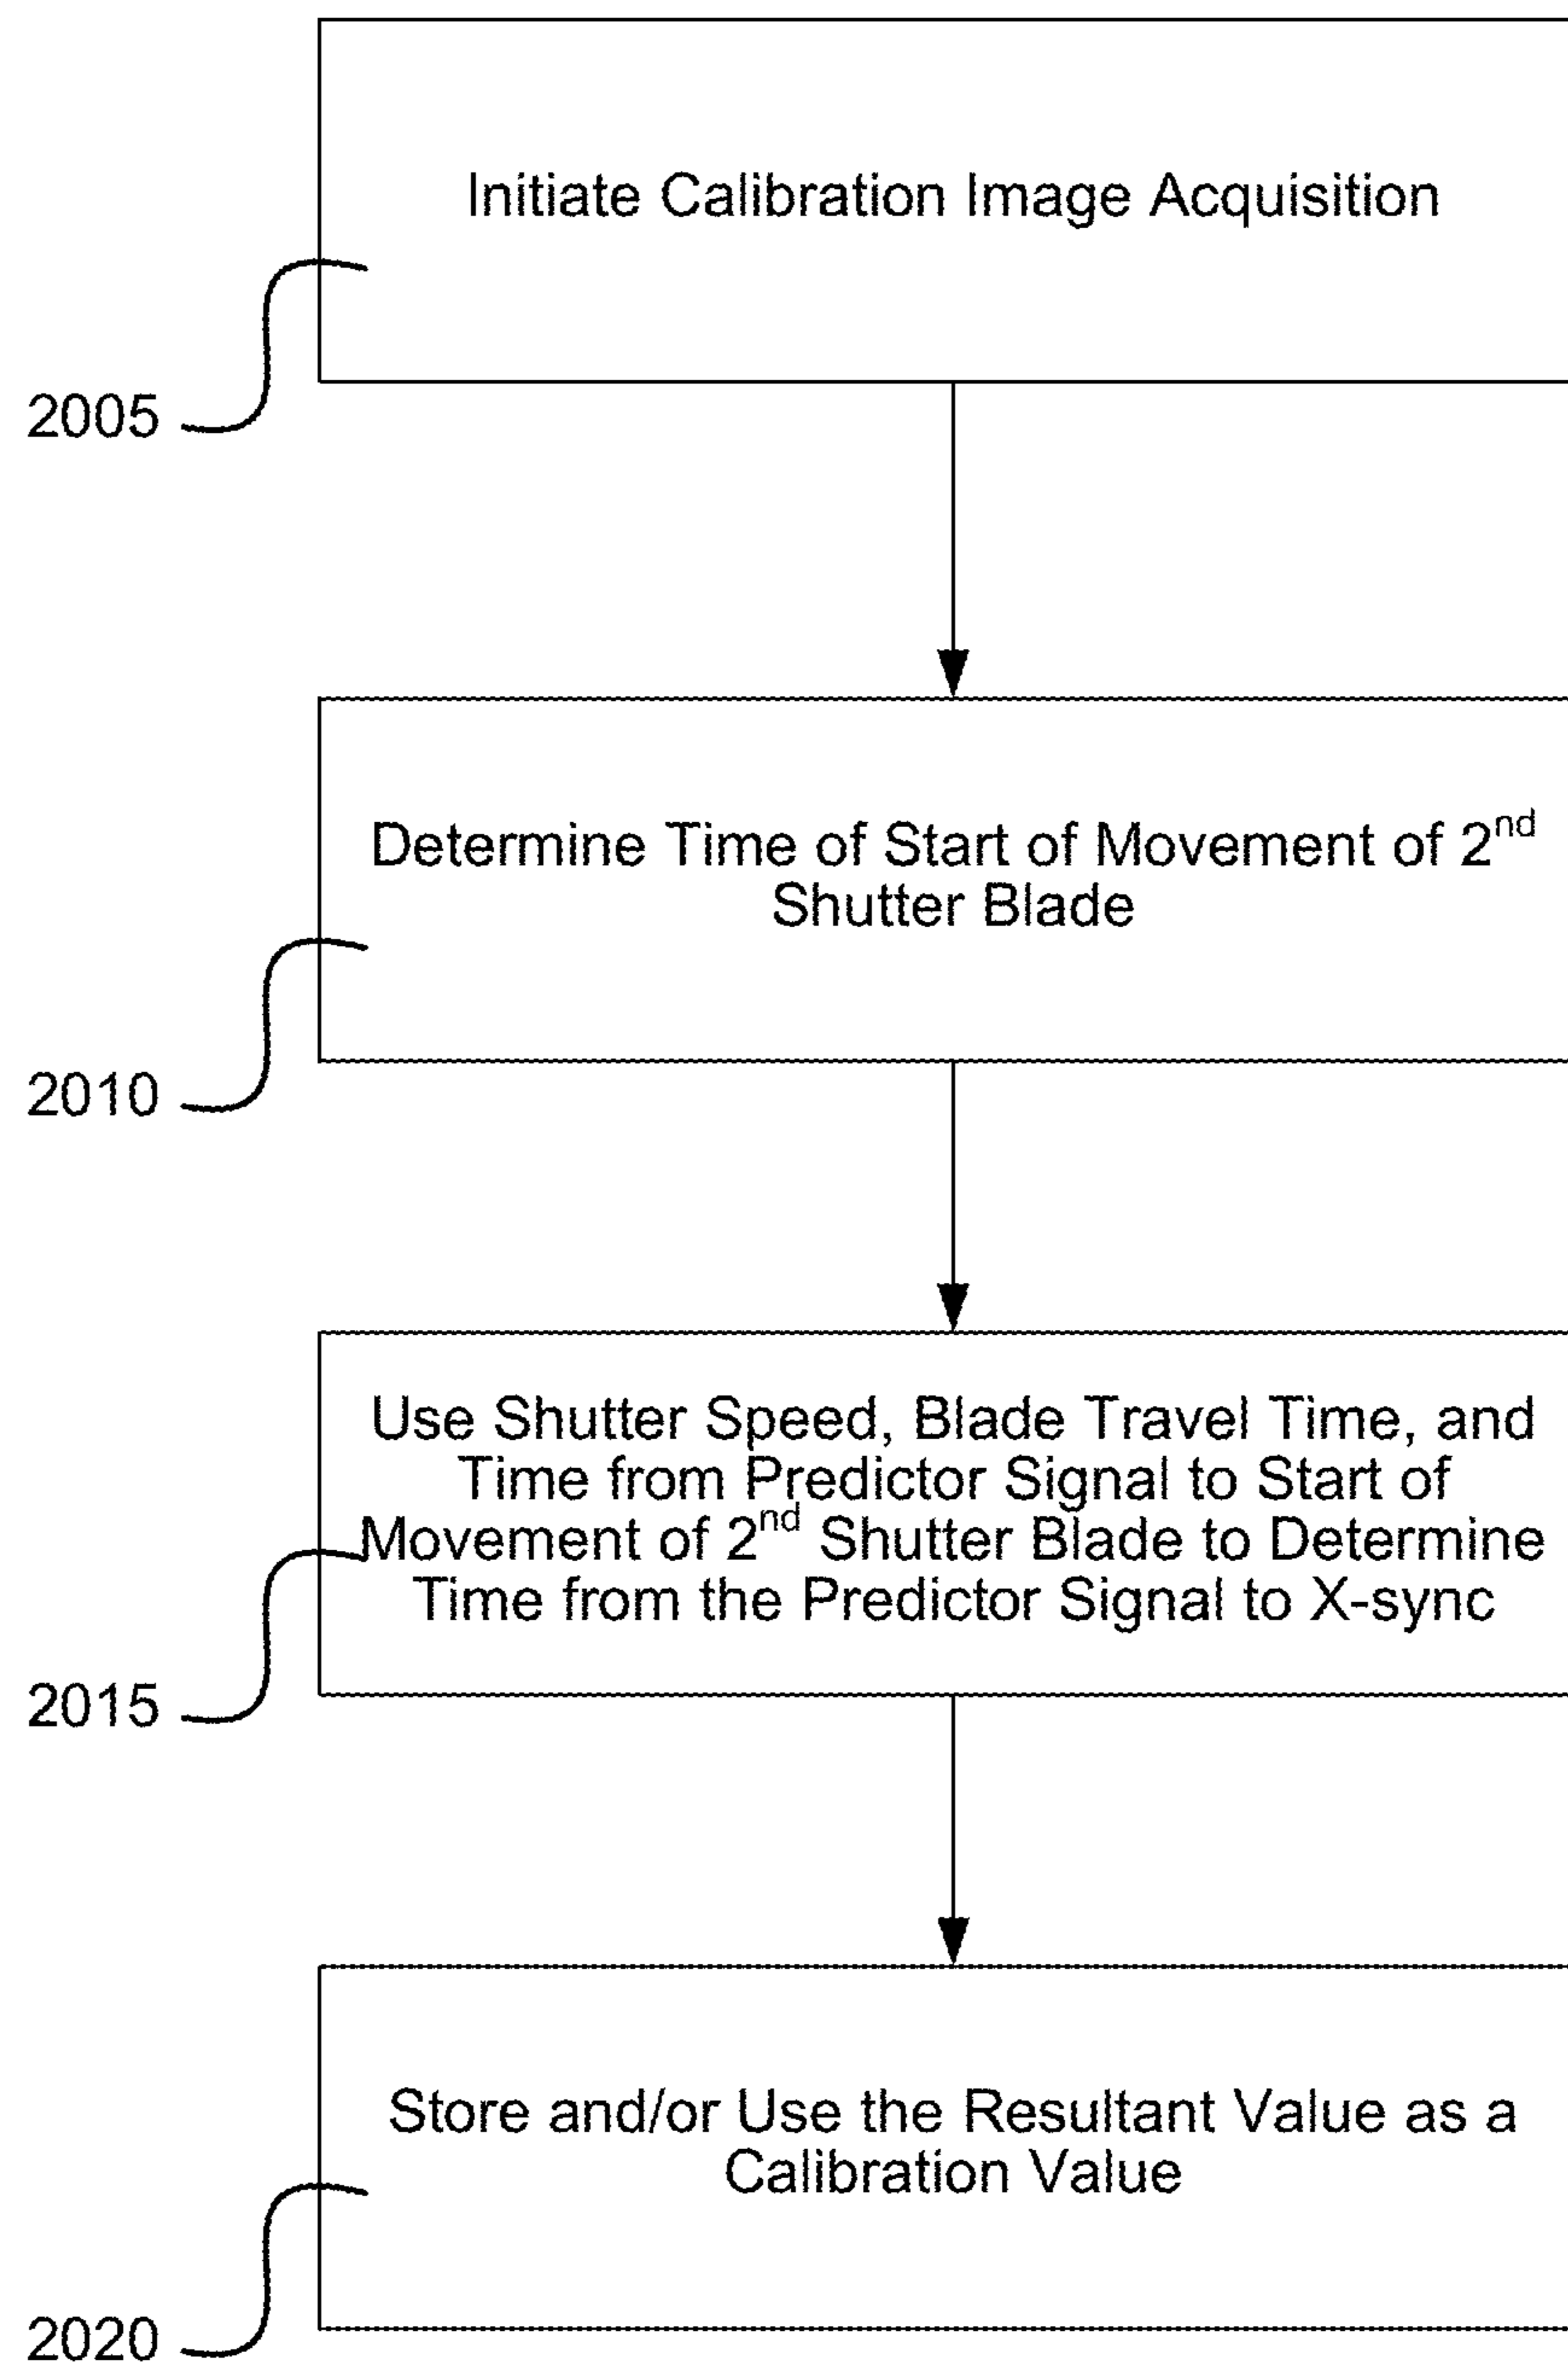 Initiate Calibration Image Acquisition
2005
Determine Time of Start of Movement of 2nd
Shutter Blade
2010
Use Shutter Speed, Blade Travel Time, and
Time from Predictor Signal to Start of
Movement of 2nd Shutter Blade to Determine
Time from the Predictor Signal to X-sync
2015
Store and/or Use the Resultant Value as a
Calibration Value
2020